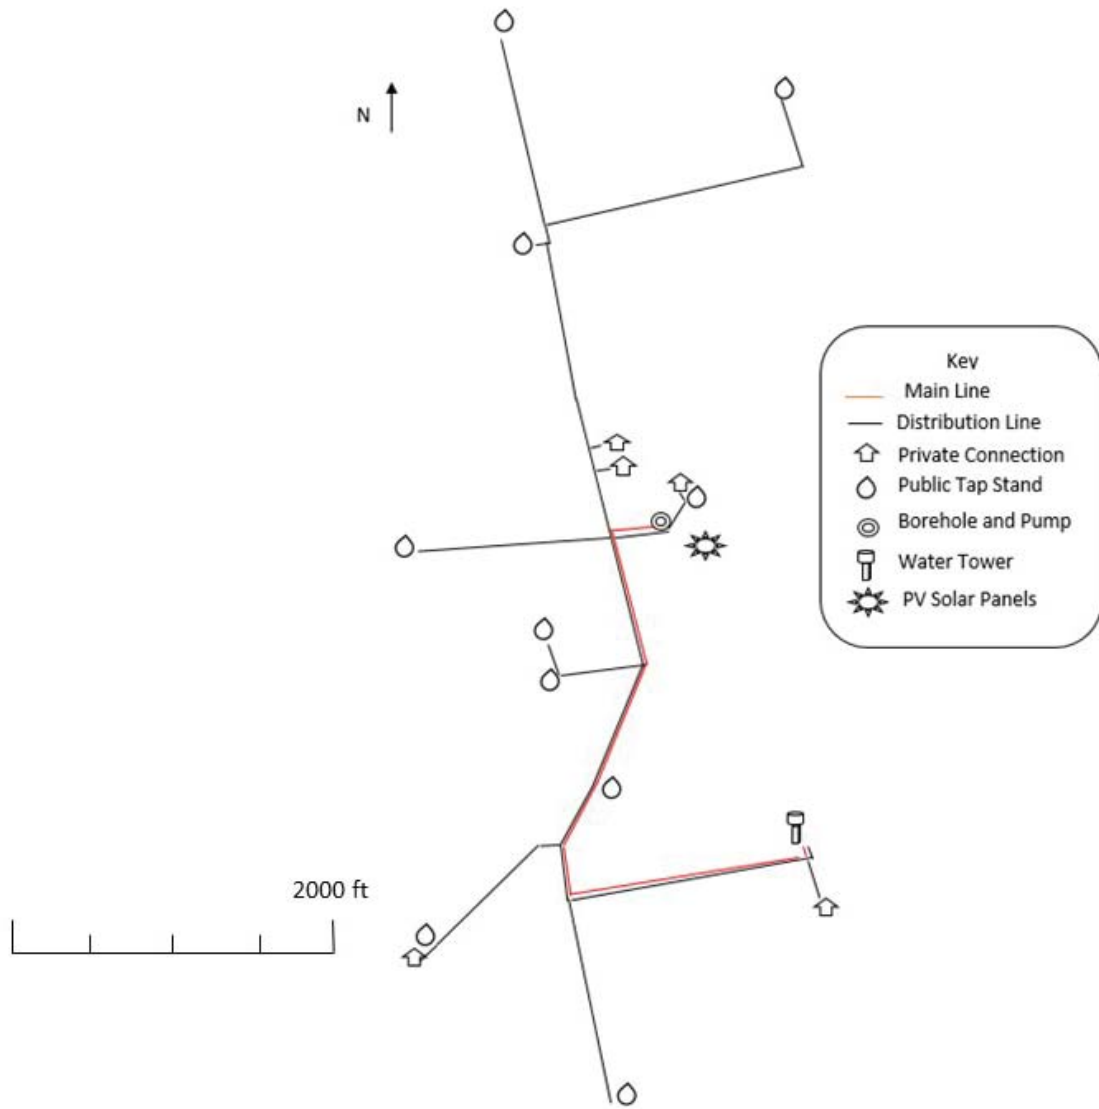 N
Key
Main Line
Distribution Line
Private Connection
Public Tap Stand
Borehole and Pump
Water Tower
PV Solar Panels
2000 ft